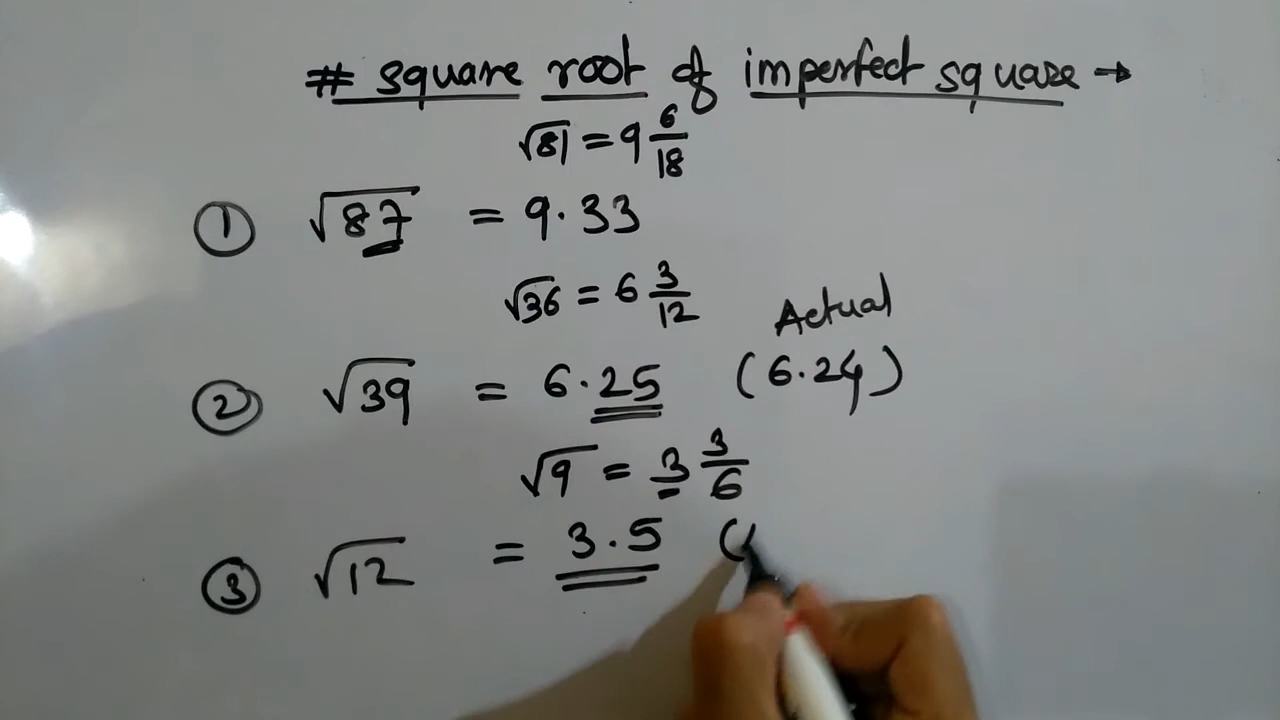 # square root of imperfect square →
√81 = 9 6/18
① √87 = 9.33
√36 = 6 3/12
Actual
② √39 = 6.25 (6.24)
√9 = 3 3/6
③ √12 = 3.5 (